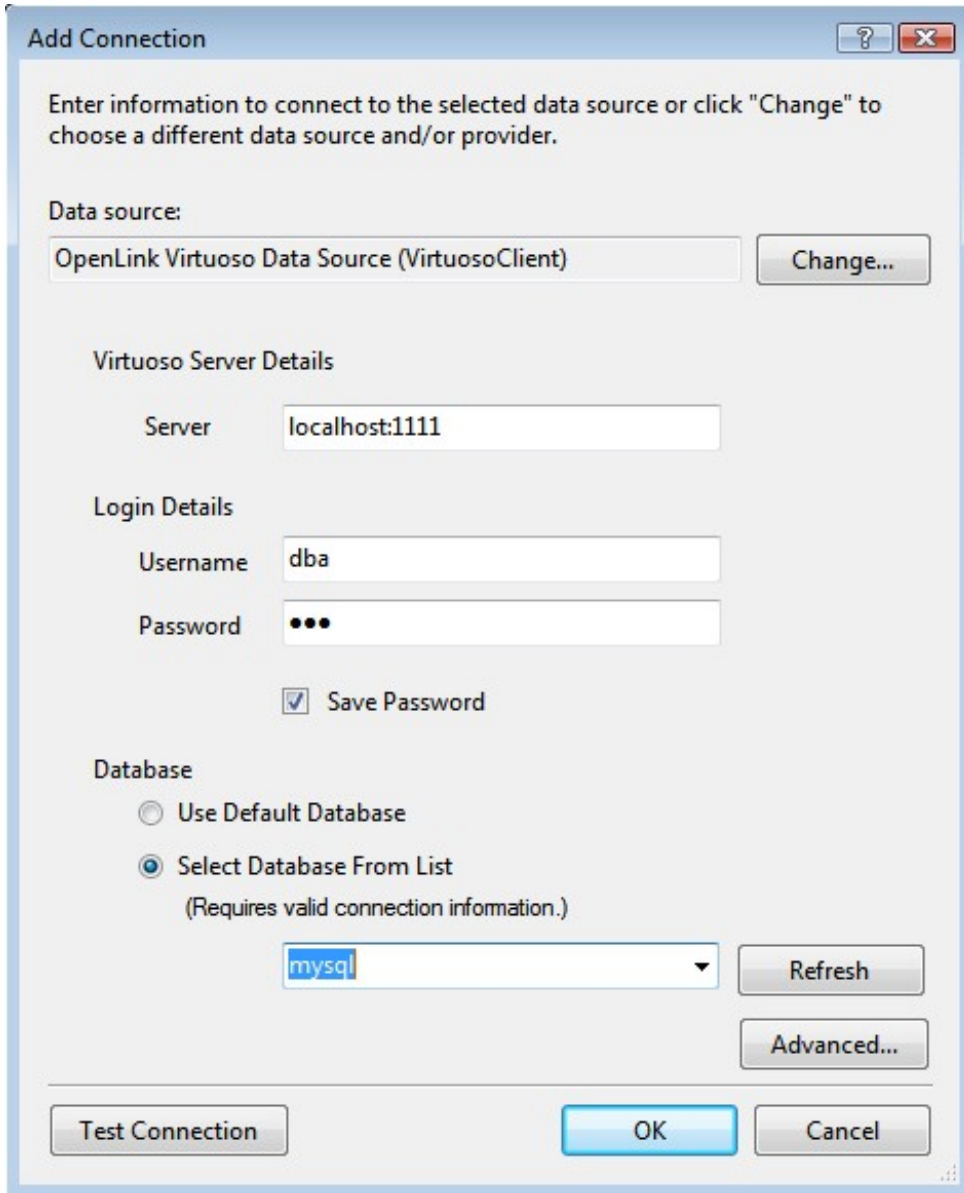 Add Connection
Enter information to connect to the selected data source or click "Change" to
choose a different data source and/or provider.
Data source:
OpenLink Virtuoso Data Source (VirtuosoClient)
Change...
Virtuoso Server Details
Server
localhost:1111
Login Details
Username
dba
Password
•••
Save Password
Database
Use Default Database
Select Database From List
(Requires valid connection information.)
mysql
Refresh
Advanced...
Test Connection
OK
Cancel